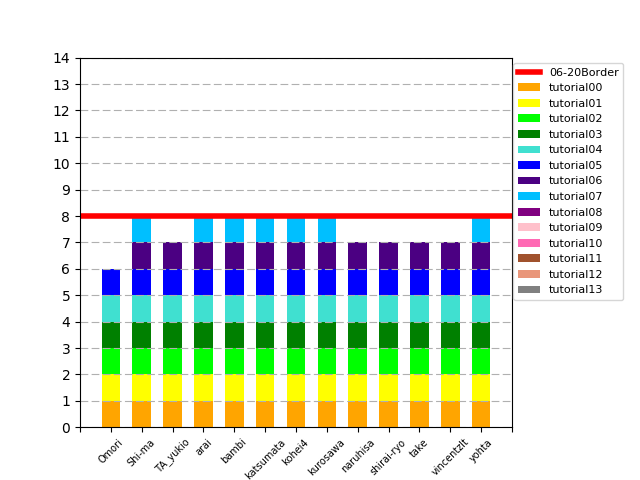 14
13
12
11
10
9
8
7
6
5
4
3
2
1
0
Omori
Shi-ma
TA_yukio
arai
bambi
katsumata
kohei4
kurosawa
naruhisa
shirai-ryo
take
vincentzlt
yohta
06-20Border
tutorial00
tutorial01
tutorial02
tutorial03
tutorial04
tutorial05
tutorial06
tutorial07
tutorial08
tutorial09
tutorial10
tutorial11
tutorial12
tutorial13